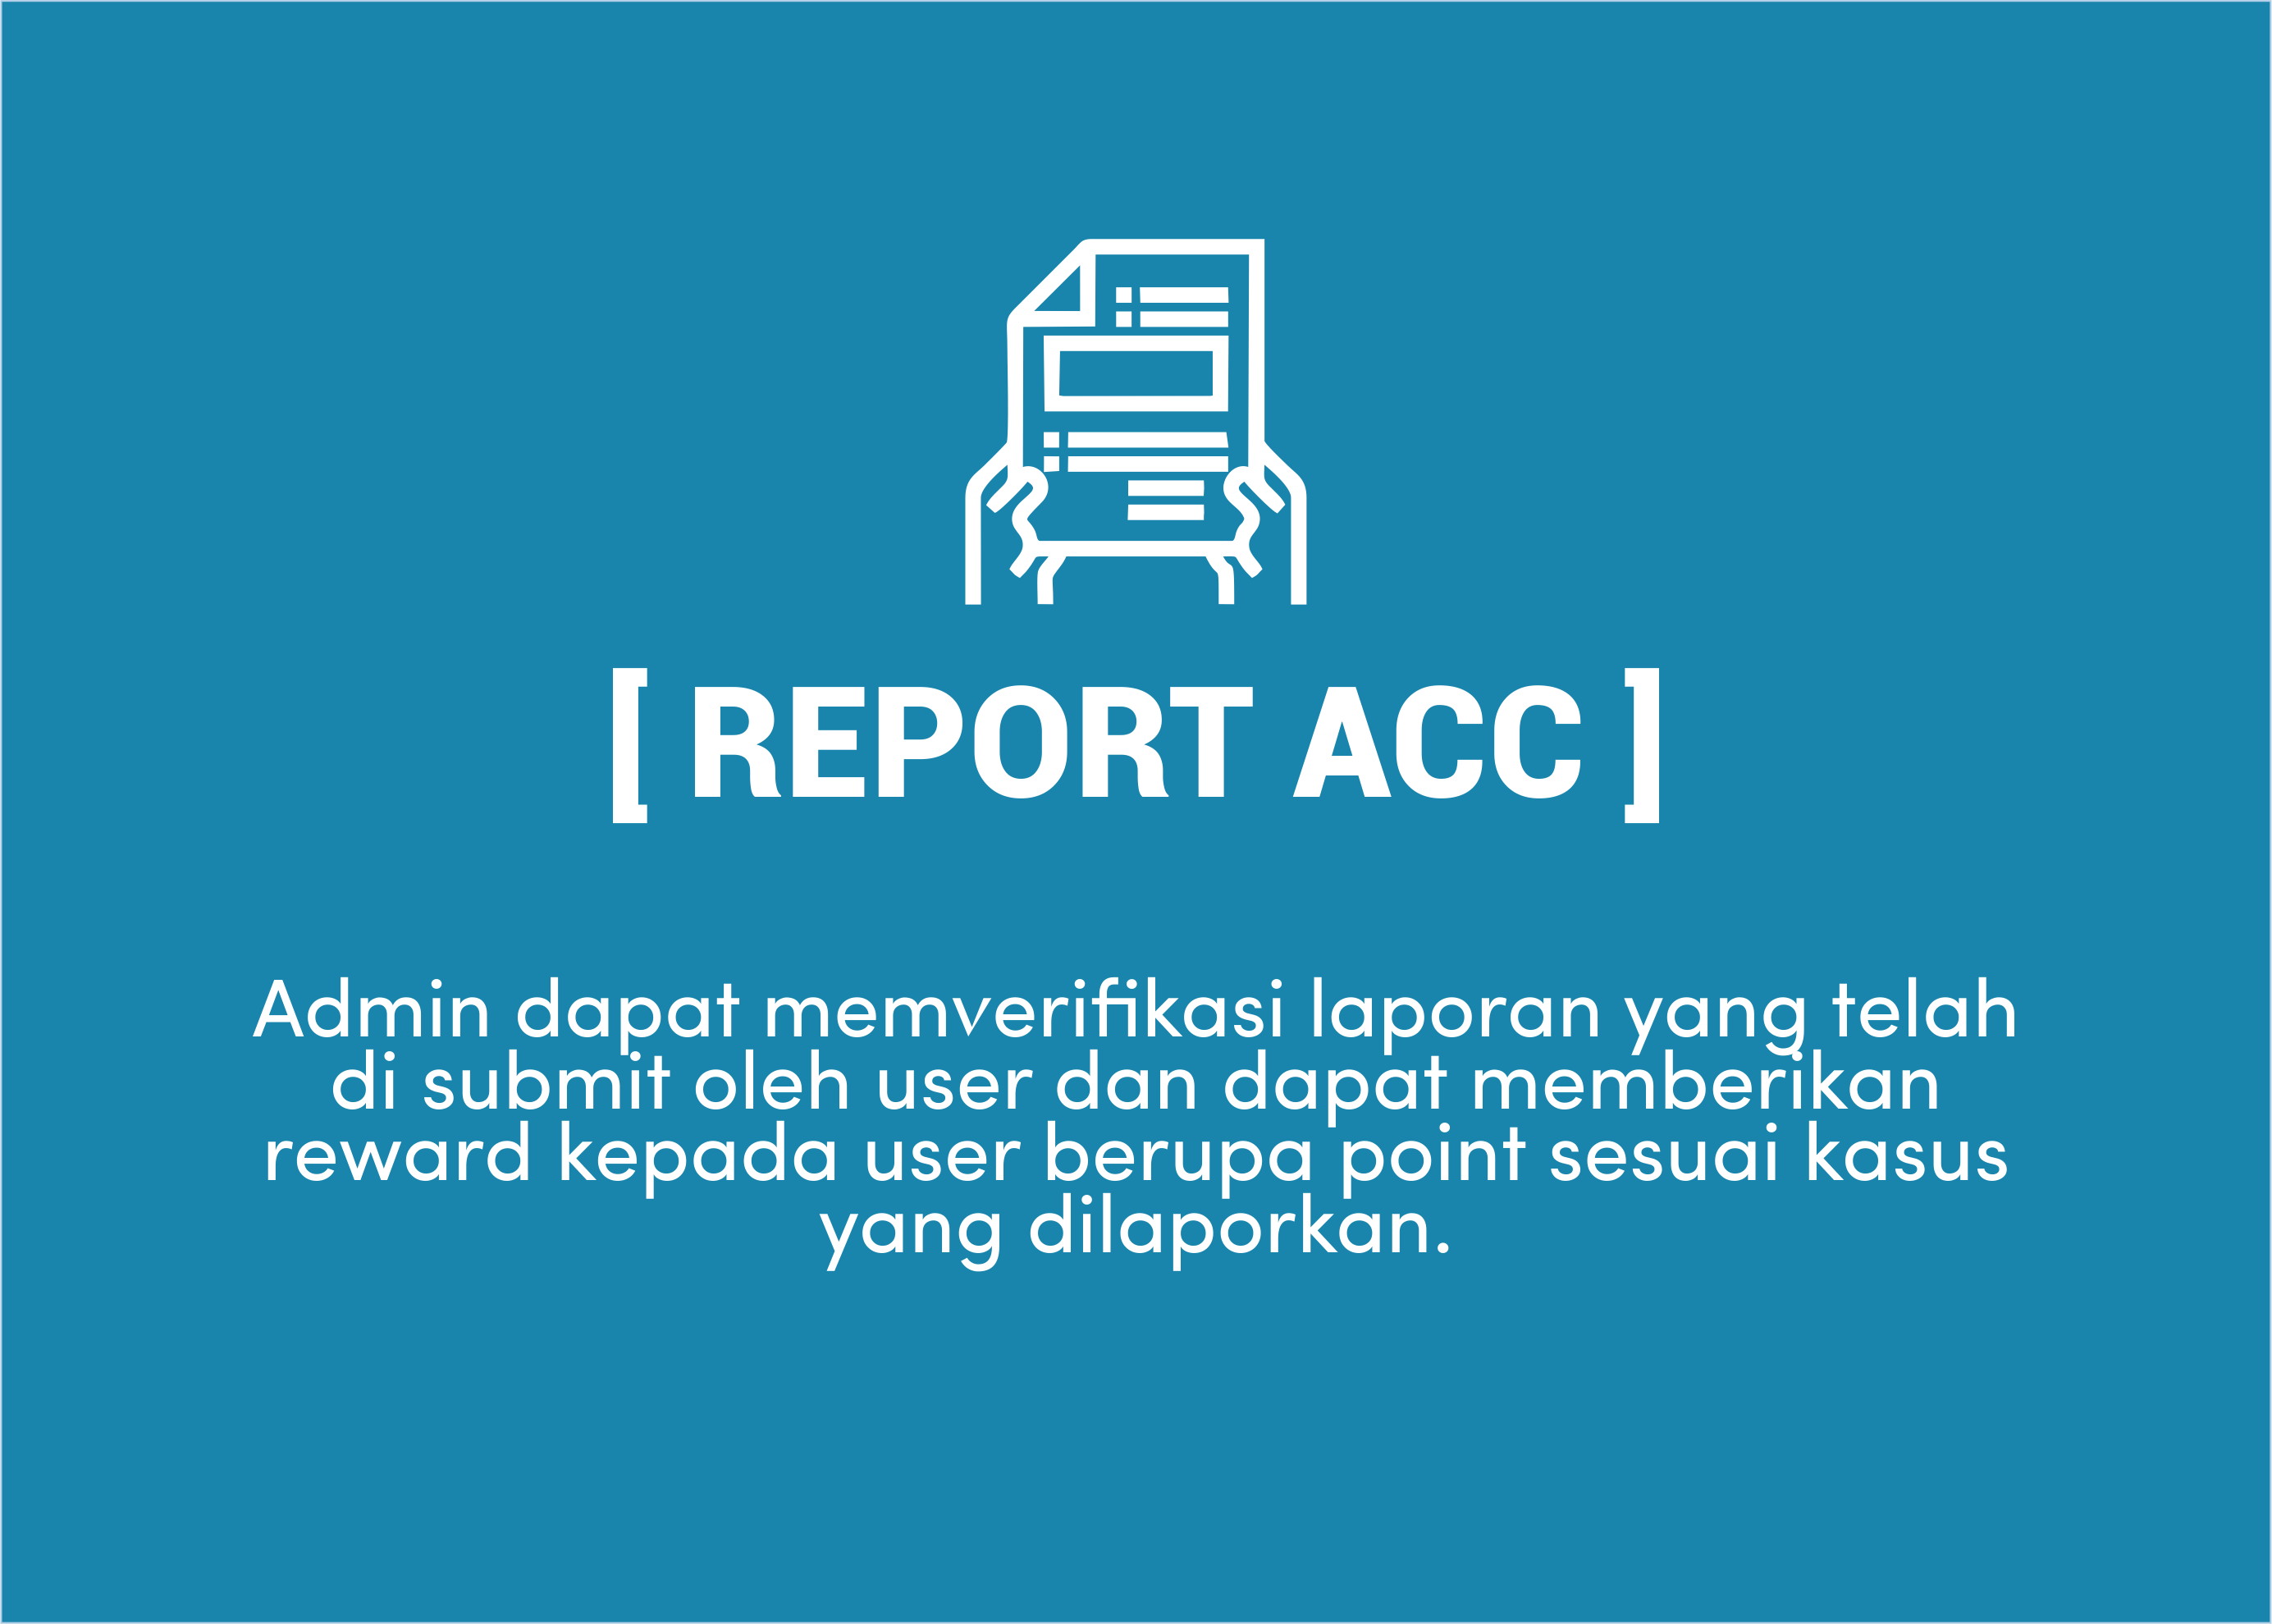 [ REPORT ACC ]
Admin dapat memverifikasi laporan yang telah
di submit oleh user dan dapat memberikan
reward kepada user berupa point sesuai kasus
yang dilaporkan.